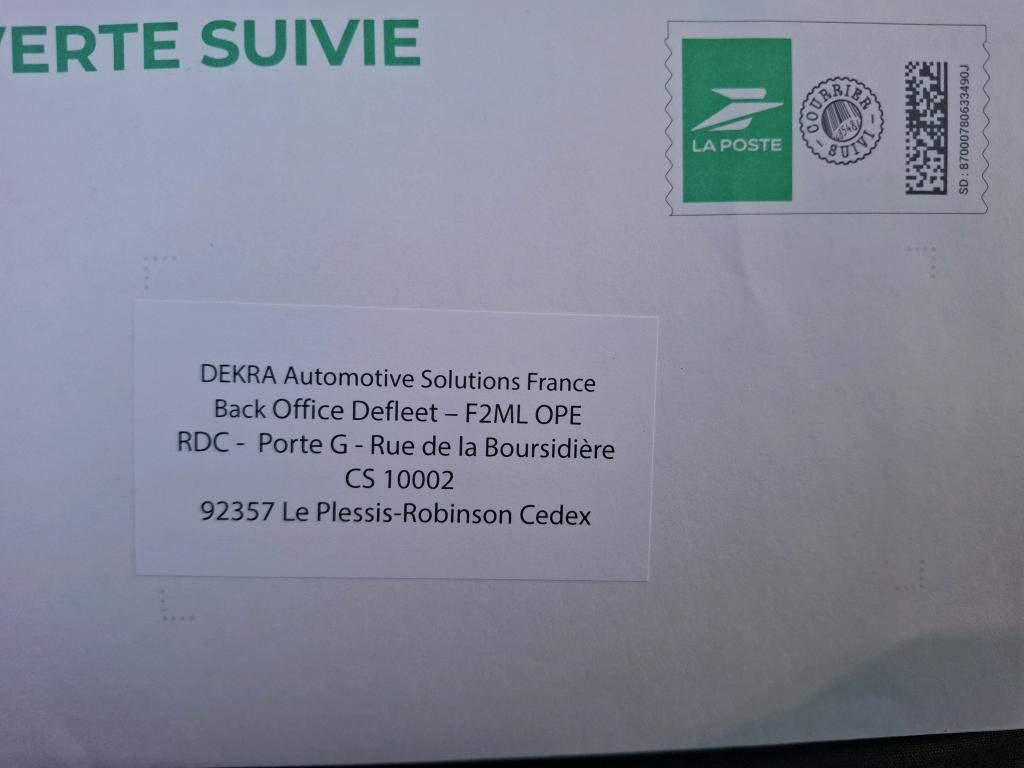 VERTE SUIVIE
LA POSTE
COURRIER
SUIVI
SD : 87000780633490J
DEKRA Automotive Solutions France
Back Office Defleet – F2ML OPE
RDC - Porte G - Rue de la Boursidière
CS 10002
92357 Le Plessis-Robinson Cedex